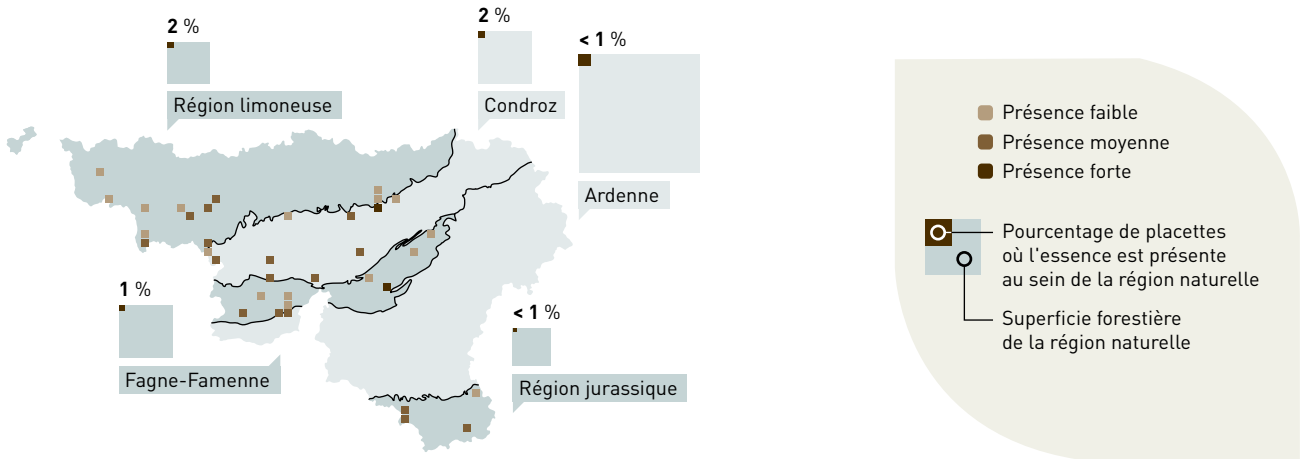 2 %
Région limoneuse
2 %
Condroz
< 1 %
Ardenne
1 %
Fagne-Famenne
< 1 %
Région jurassique
Présence faible
Présence moyenne
Présence forte
Pourcentage de placettes
où l'essence est présente
au sein de la région naturelle
Superficie forestière
de la région naturelle